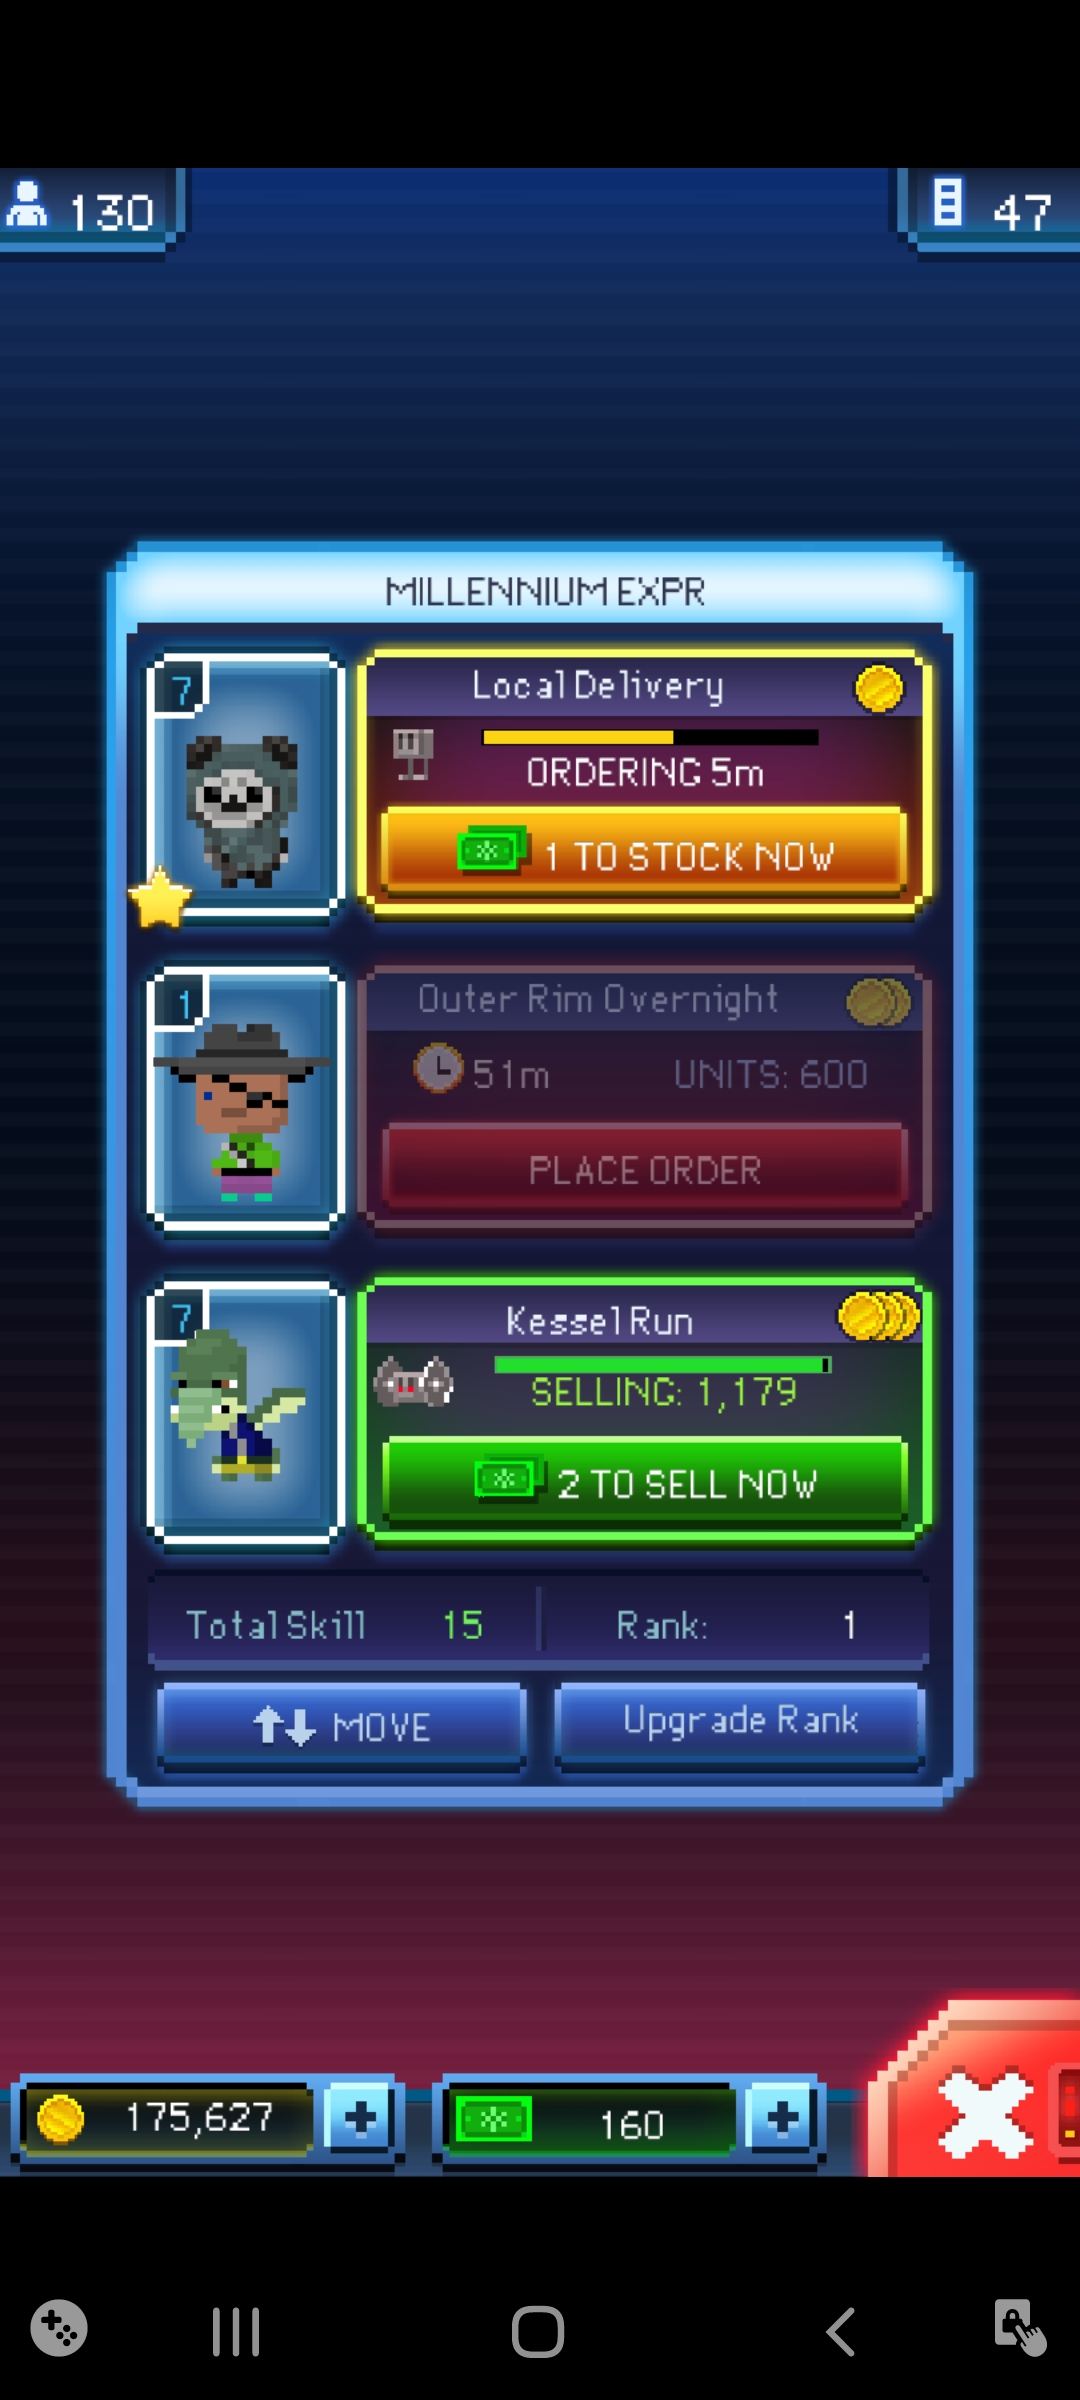 130
47
MILLENNIUM EXPR
7
Local Delivery
ORDERING 5m
1 TO STOCK NOW
1
Outer Rim Overnight
51m UNITS: 600
PLACE ORDER
7
Kessel Run
SELLING: 1,179
2 TO SELL NOW
Total Skill 15 Rank: 1
MOVE Upgrade Rank
175,627 160